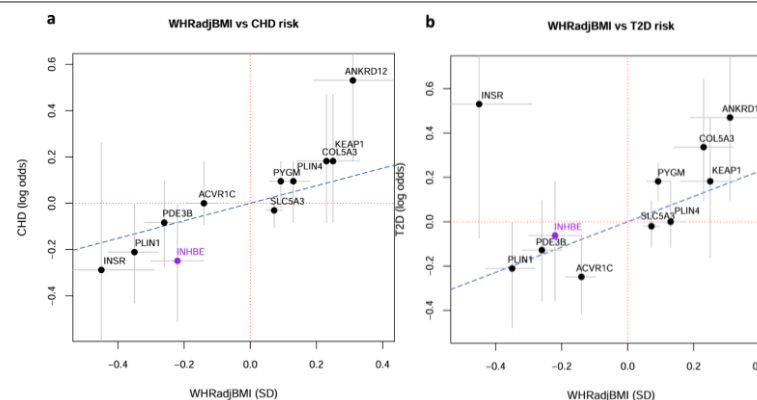 a
WHRadjBMI vs CHD risk
CHD (log odds)
0.6
0.4
0.2
0.0
−0.2
−0.4
ANKRD12
KEAP1
COL5A3
PLIN4
PYGM
SLC5A3
ACVR1C
PDE3B
PLIN1
INHBE
INSR
−0.4
−0.2
0.0
0.2
0.4
WHRadjBMI (SD)
b
WHRadjBMI vs T2D risk
T2D (log odds)
0.6
0.4
0.2
0.0
−0.2
−0.4
INSR
ANKRD1
COL5A3
KEAP1
PYGM
SLC5A3
PLIN4
INHBE
PDE3B
PLIN1
ACVR1C
−0.4
−0.2
0.0
0.2
WHRadjBMI (SD)